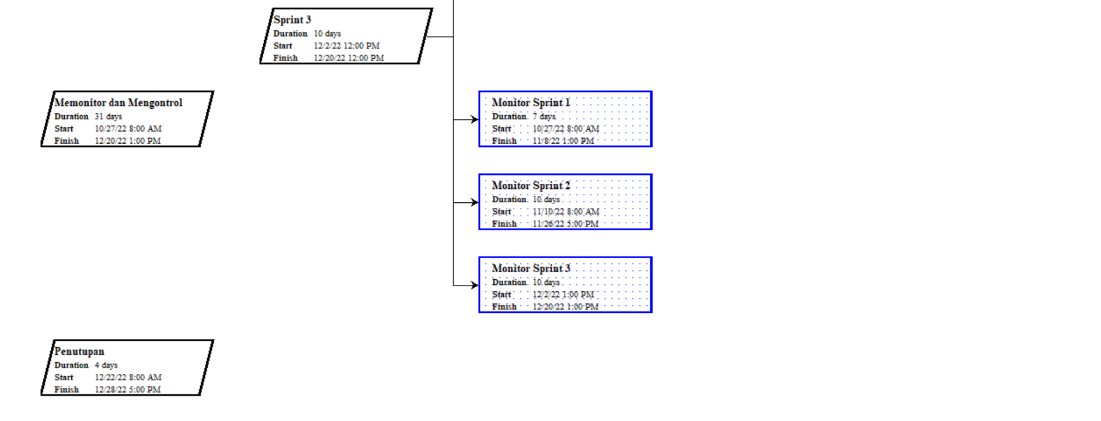 Sprint 3
Duration 10 days
Start 12/2/22 12:00 PM
Finish 12/20/22 12:00 PM
Memonitor dan Mengontrol
Duration 31 days
Start 10/27/22 8:00 AM
Finish 12/20/22 1:00 PM
Monitor Sprint 1
Duration 7 days
Start 10/27/22 8:00 AM
Finish 11/8/22 1:00 PM
Monitor Sprint 2
Duration 10 days
Start 11/10/22 8:00 AM
Finish 11/26/22 5:00 PM
Monitor Sprint 3
Duration 10 days
Start 12/2/22 1:00 PM
Finish 12/20/22 1:00 PM
Penutupan
Duration 4 days
Start 12/22/22 8:00 AM
Finish 12/28/22 5:00 PM